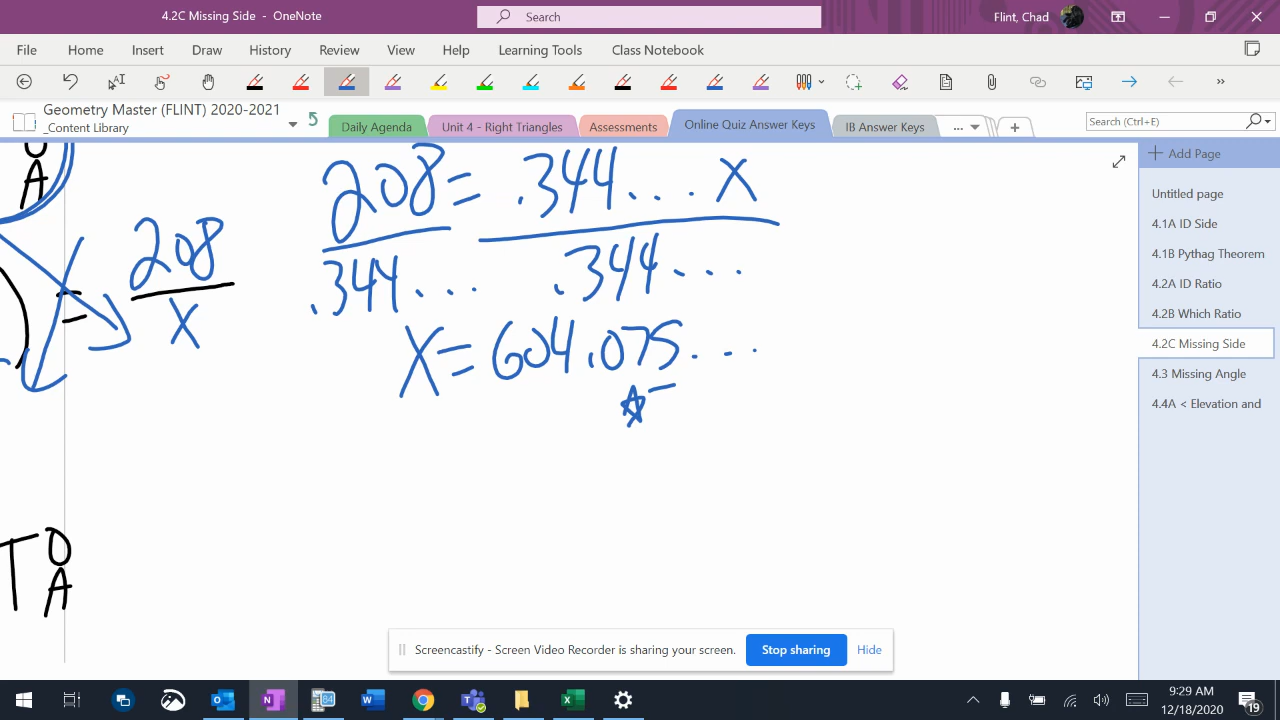 4.2C Missing Side - OneNote
Search
Flint, Chad
File Home Insert Draw History Review View Help Learning Tools Class Notebook
Geometry Master (FLINT) 2020-2021
_Content Library
Daily Agenda
Unit 4 - Right Triangles
Assessments
Online Quiz Answer Keys
IB Answer Keys
...
Search (Ctrl+E)
Add Page
Untitled page
4.1A ID Side
4.1B Pythag Theorem
4.2A ID Ratio
4.2B Which Ratio
4.2C Missing Side
4.3 Missing Angle
4.4A < Elevation and
A
= 208
X
208 = .344... X
.344... .344...
X = 604.075...
T O
A
Screencastify - Screen Video Recorder is sharing your screen.
Stop sharing
Hide
84
9:29 AM
12/18/2020
19